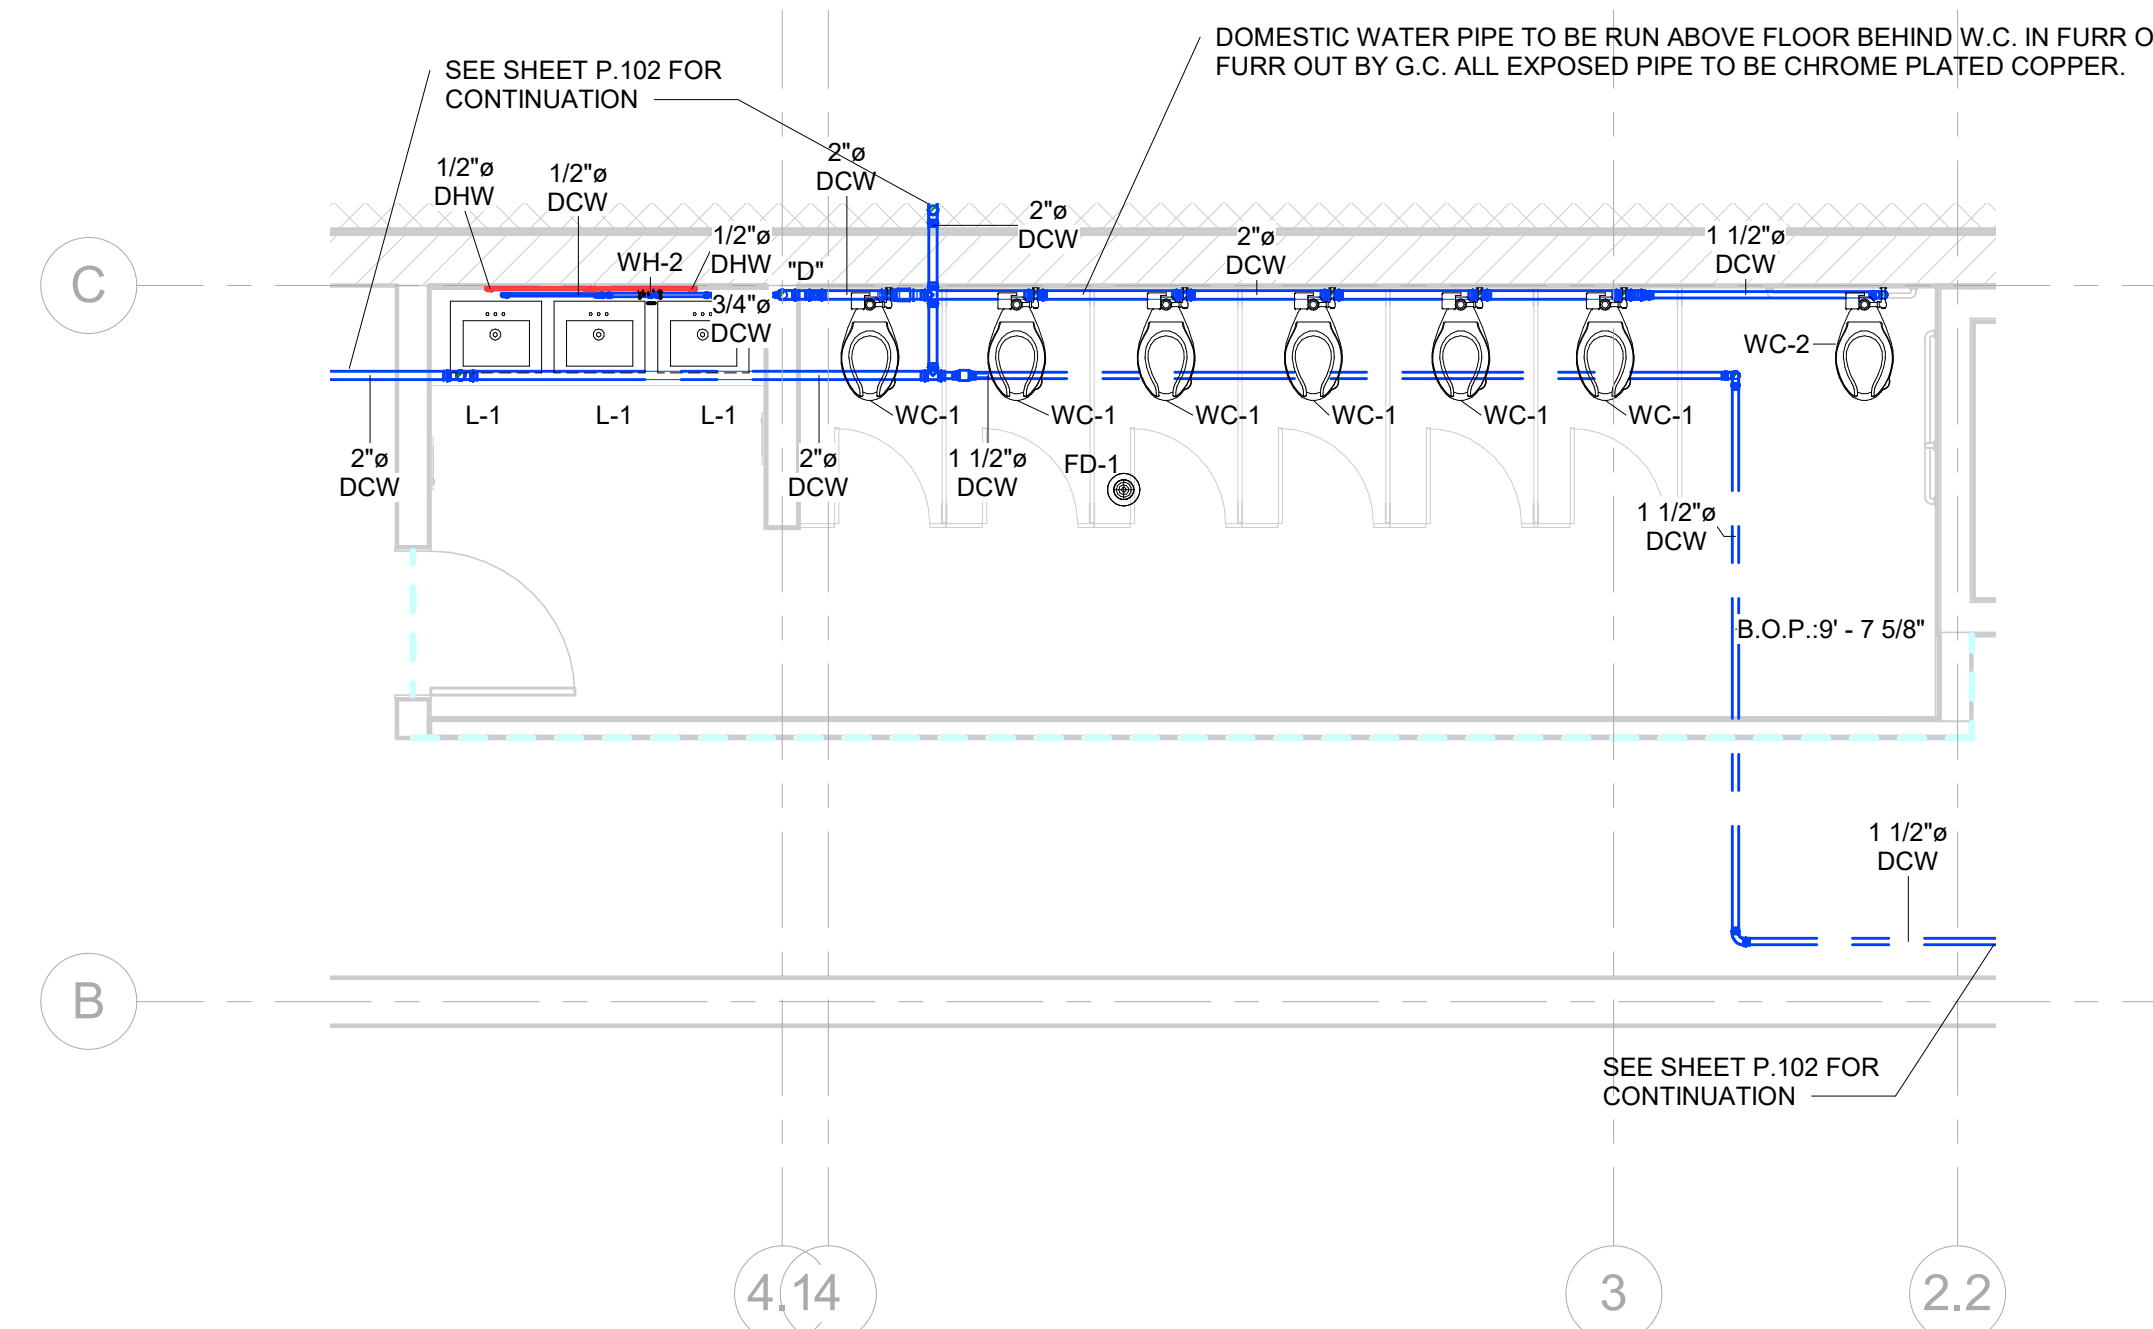 DOMESTIC WATER PIPE TO BE RUN ABOVE FLOOR BEHIND W.C. IN FURR O
FURR OUT BY G.C. ALL EXPOSED PIPE TO BE CHROME PLATED COPPER.
SEE SHEET P.102 FOR
CONTINUATION
1/2"ø
DHW
1/2"ø
DCW
2"ø
DCW
WH-2
1/2"ø
DHW
"D"
3/4"ø
DCW
2"ø
DCW
2"ø
DCW
1 1/2"ø
DCW
C
WC-2
L-1
L-1
L-1
WC-1
WC-1
WC-1
WC-1
WC-1
WC-1
2"ø
DCW
2"ø
DCW
1 1/2"ø
DCW
FD-1
1 1/2"ø
DCW
B.O.P.:9' - 7 5/8"
1 1/2"ø
DCW
B
SEE SHEET P.102 FOR
CONTINUATION
4.1
4
3
2.2